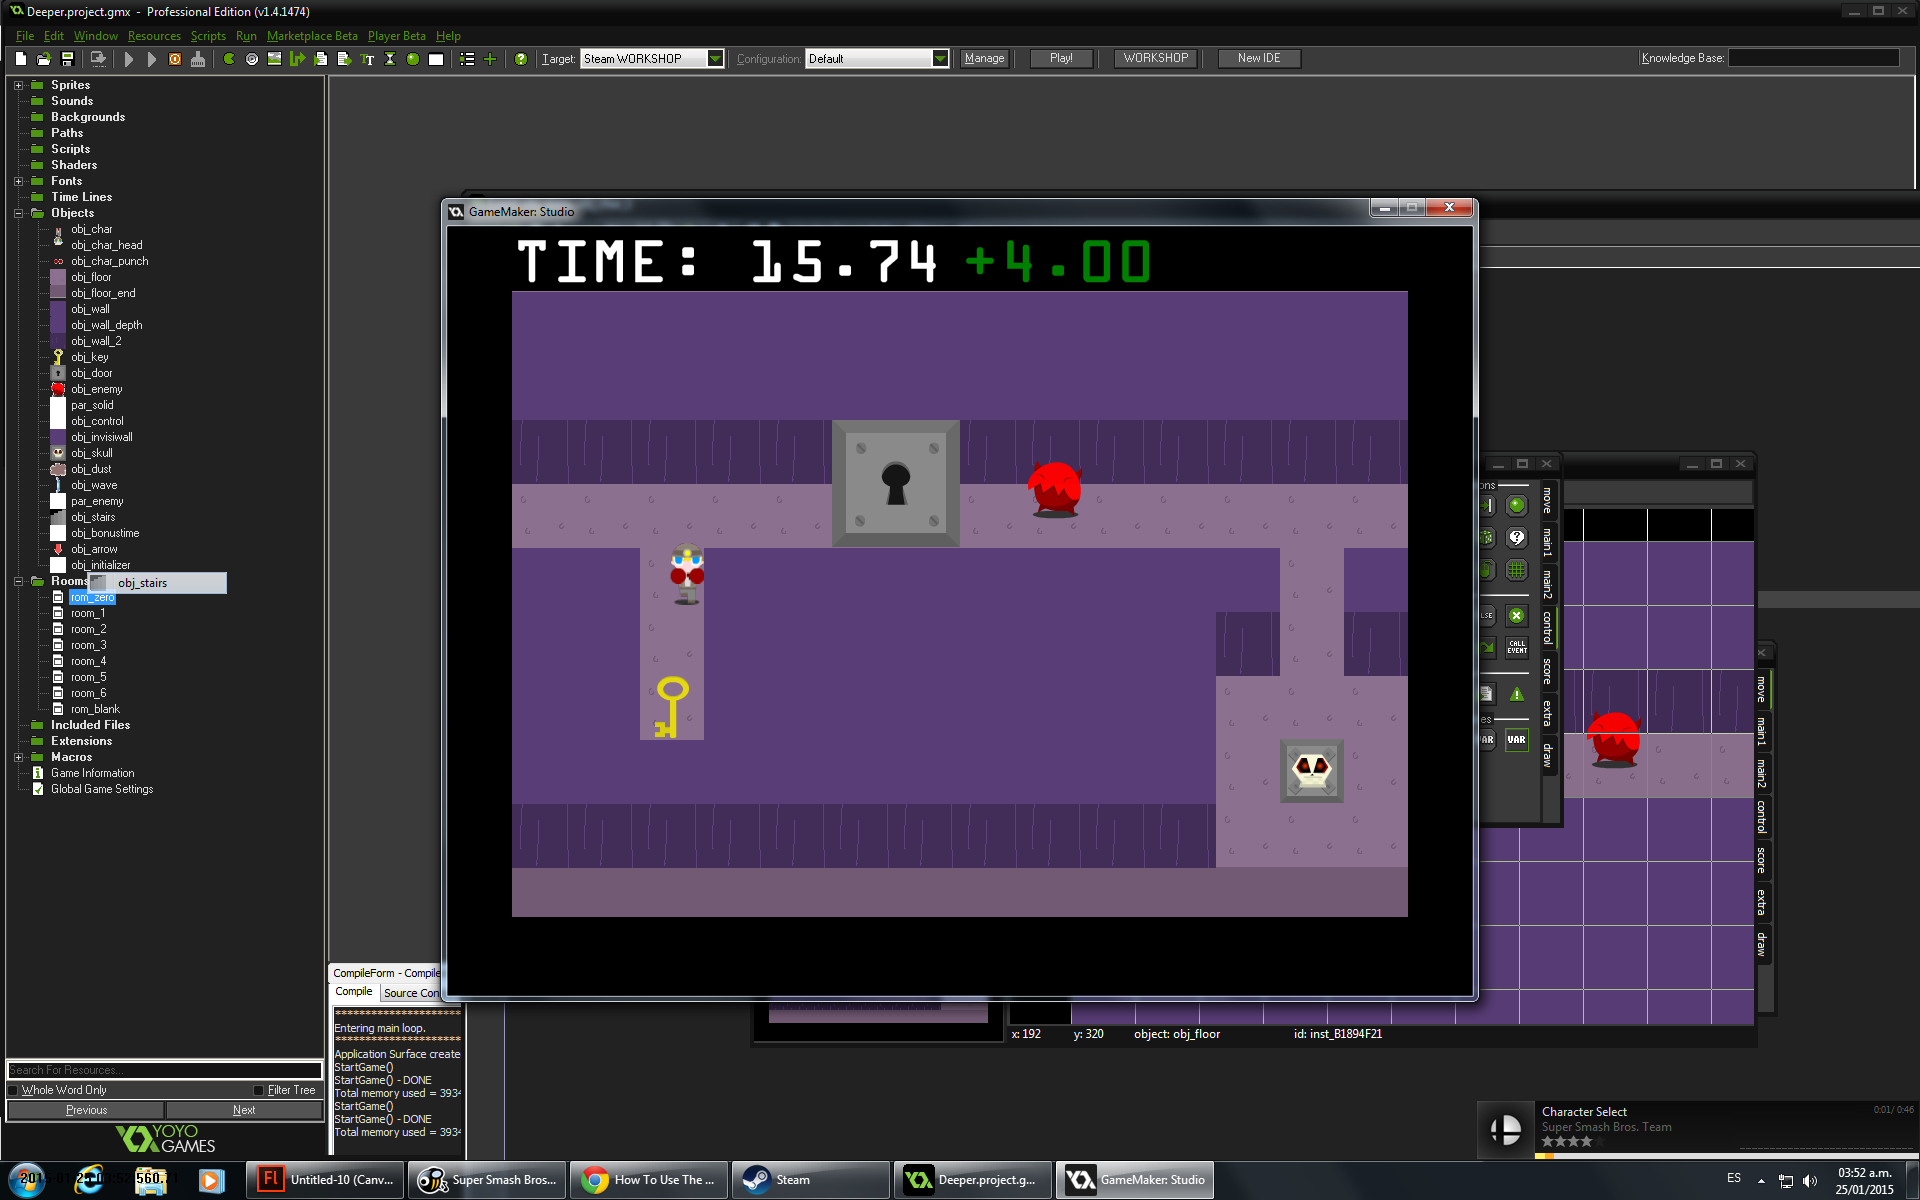 Deeper.project.gmx - Professional Edition (v1.4.1474)
File Edit Window Resources Scripts Run Marketplace Beta Player Beta Help
Target: Steam WORKSHOP Configuration: Default Manage Play! WORKSHOP New IDE Knowledge Base:
Sprites
Sounds
Backgrounds
Paths
Scripts
Shaders
Fonts
Time Lines
Objects
obj_char
obj_char_head
obj_char_punch
obj_floor
obj_floor_end
obj_wall
obj_wall_depth
obj_wall_2
obj_key
obj_door
obj_enemy
par_solid
obj_control
obj_invisiwall
obj_skull
obj_dust
obj_wave
par_enemy
obj_stairs
obj_bonustime
obj_arrow
obj_initializer
Rooms
obj_stairs
rom_zero
room_1
room_2
room_3
room_4
room_5
room_6
rom_blank
Included Files
Extensions
Macros
Game Information
Global Game Settings
Search For Resources...
Whole Word Only Filter Tree
Previous Next
YOYO GAMES
GameMaker: Studio
TIME: 15.74 +4.00
move
main1
main2
control
score
extra
draw
CALL EVENT
VAR
move
main1
main2
control
score
extra
draw
CompileForm - Compile
Compile Source Con
********************
Entering main loop.
********************
Application Surface create
StartGame()
StartGame() - DONE
Total memory used = 3934
StartGame()
StartGame() - DONE
Total memory used = 3934
x: 192 y: 320 object: obj_floor id: inst_B1894F21
Character Select 0:01/ 0:46
Super Smash Bros. Team
Untitled-10 (Canv... Super Smash Bros... How To Use The ... Steam Deeper.project.g... GameMaker: Studio
ES
03:52 a.m.
25/01/2015